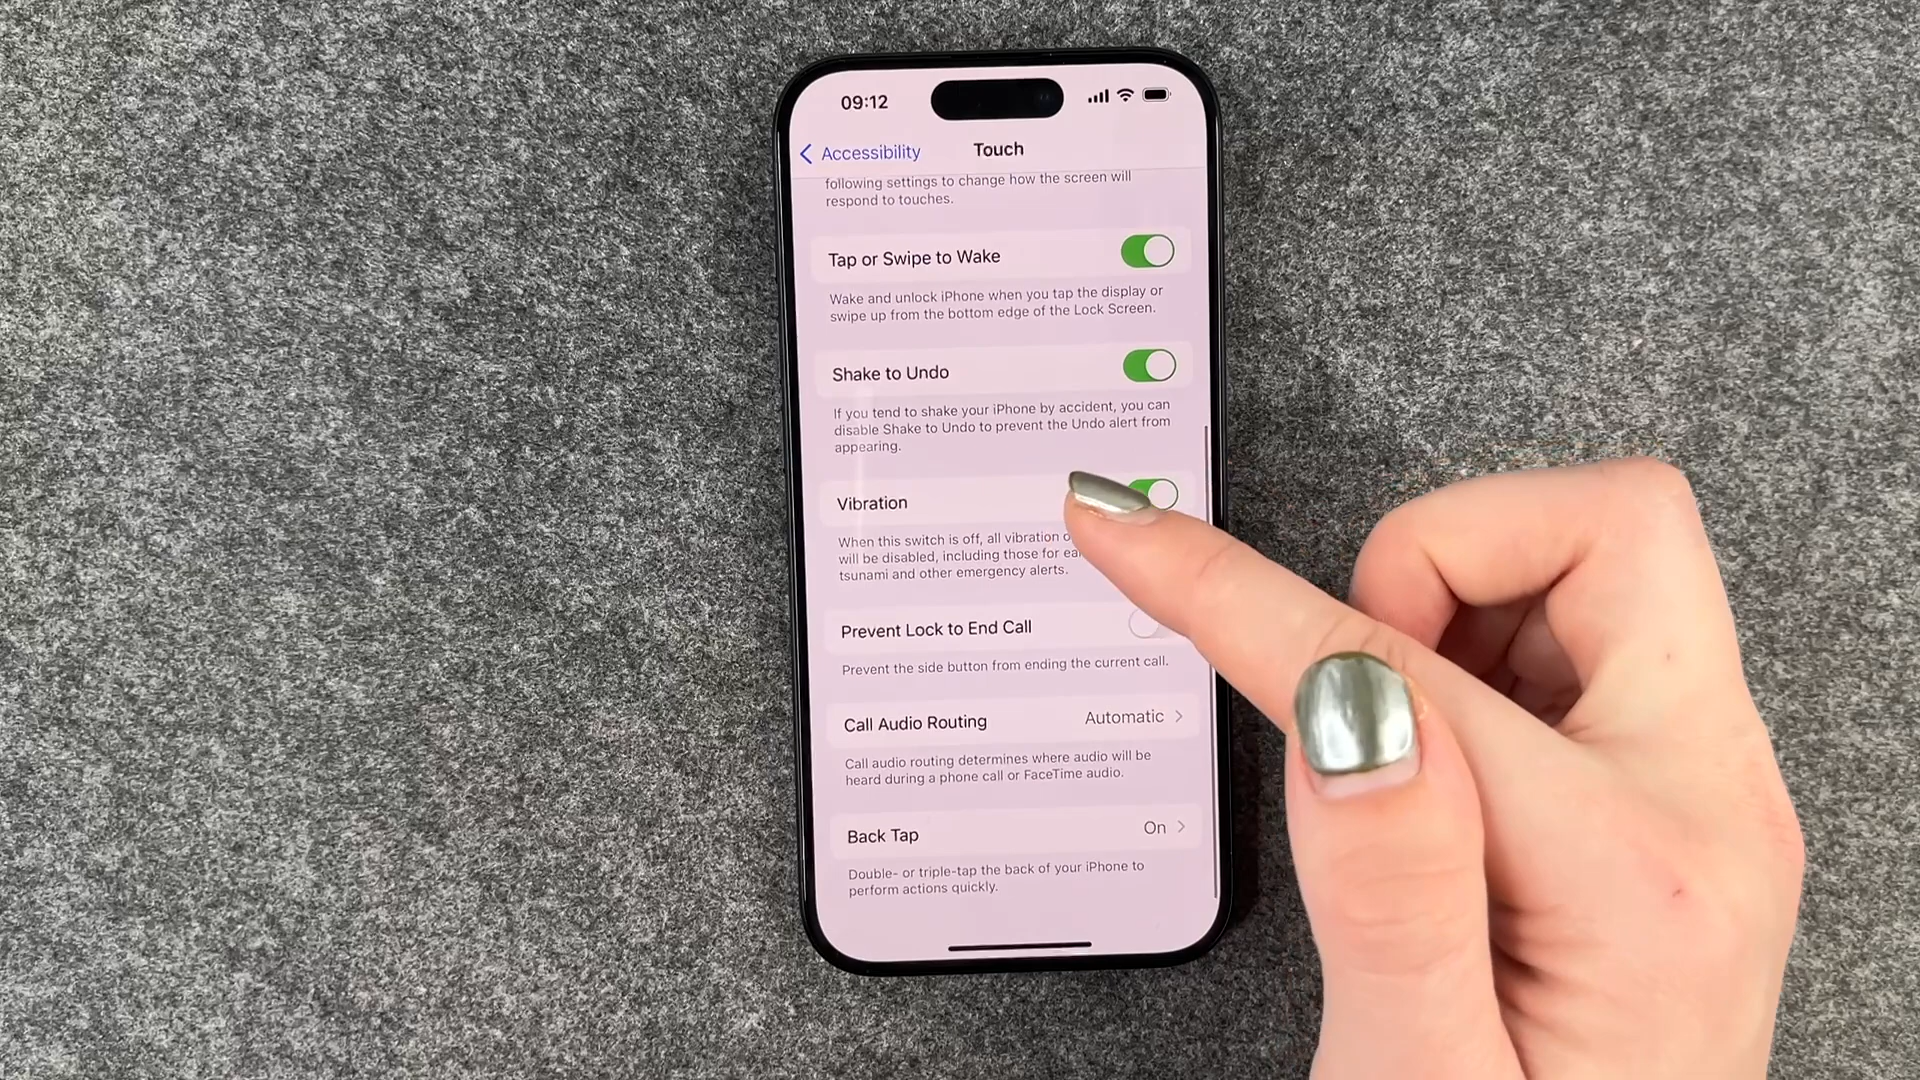 09:12
Accessibility
Touch
following settings to change how the screen will
respond to touches.
Tap or Swipe to Wake
Wake and unlock iPhone when you tap the display or
swipe up from the bottom edge of the Lock Screen.
Shake to Undo
If you tend to shake your iPhone by accident, you can
disable Shake to Undo to prevent the Undo alert from
appearing.
Vibration
When this switch is off, all vibration
will be disabled, including those for
tsunami and other emergency alerts.
Prevent Lock to End Call
Prevent the side button from ending the current call.
Call Audio Routing Automatic
Call audio routing determines where audio will be
heard during a phone call or FaceTime audio.
Back Tap On
Double- or triple-tap the back of your iPhone to
perform actions quickly.